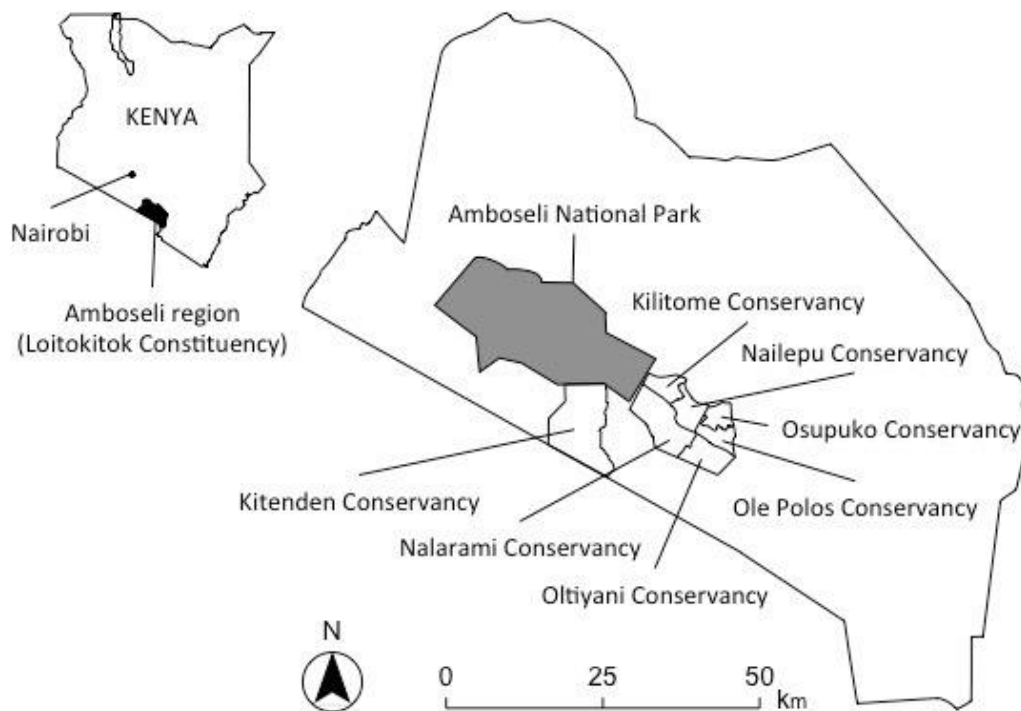 KENYA
Nairobi
Amboseli region
(Loitokitok Constituency)
Amboseli National Park
Kilitome Conservancy
Nailepu Conservancy
Osupuko Conservancy
Ole Polos Conservancy
Kitenden Conservancy
Nalarami Conservancy
Oltiyani Conservancy
N
0 25 50
km